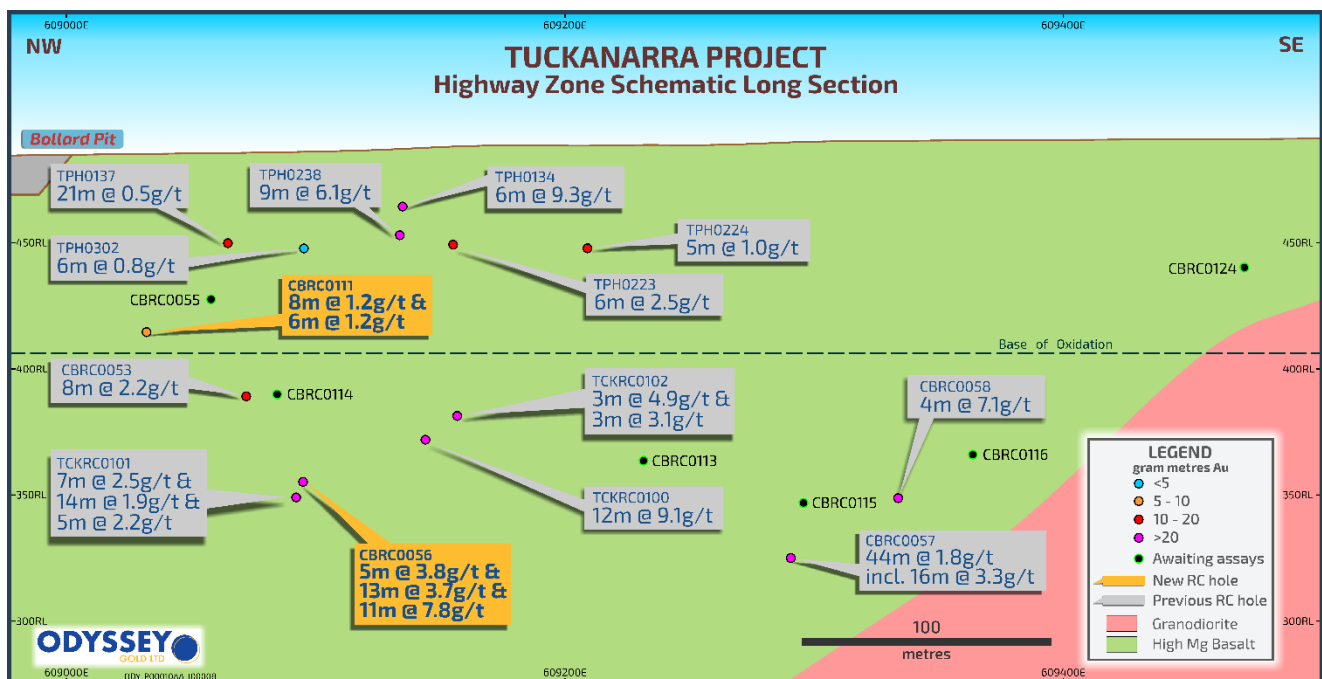 609000E
609200E
609400E
NW
SE
TUCKANARRA PROJECT
Highway Zone Schematic Long Section
Bollard Pit
TPH0137
21m @ 0.5g/t
TPH0238
9m @ 6.1g/t
TPH0134
6m @ 9.3g/t
TPH0224
5m @ 1.0g/t
450RL
450RL
TPH0302
6m @ 0.8g/t
TPH0223
6m @ 2.5g/t
CBRC0124
CBRC0055
CBRC0111
8m @ 1.2g/t &
6m @ 1.2g/t
Base of Oxidation
400RL
400RL
CBRC0053
8m @ 2.2g/t
CBRC0114
TCKRC0102
3m @ 4.9g/t &
3m @ 3.1g/t
CBRC0058
4m @ 7.1g/t
TCKRC0101
7m @ 2.5g/t &
14m @ 1.9g/t &
5m @ 2.2g/t
CBRC0113
CBRC0116
350RL
350RL
TCKRC0100
12m @ 9.1g/t
CBRC0115
CBRC0057
44m @ 1.8g/t
incl. 16m @ 3.3g/t
CBRC0056
5m @ 3.8g/t &
13m @ 3.7g/t &
11m @ 7.8g/t
LEGEND
gram metres Au
<5
5 - 10
10 - 20
>20
Awaiting assays
New RC hole
Previous RC hole
Granodiorite
High Mg Basalt
300RL
300RL
100
metres
ODYSSEY
GOLD LTD
609000E
609200E
609400E